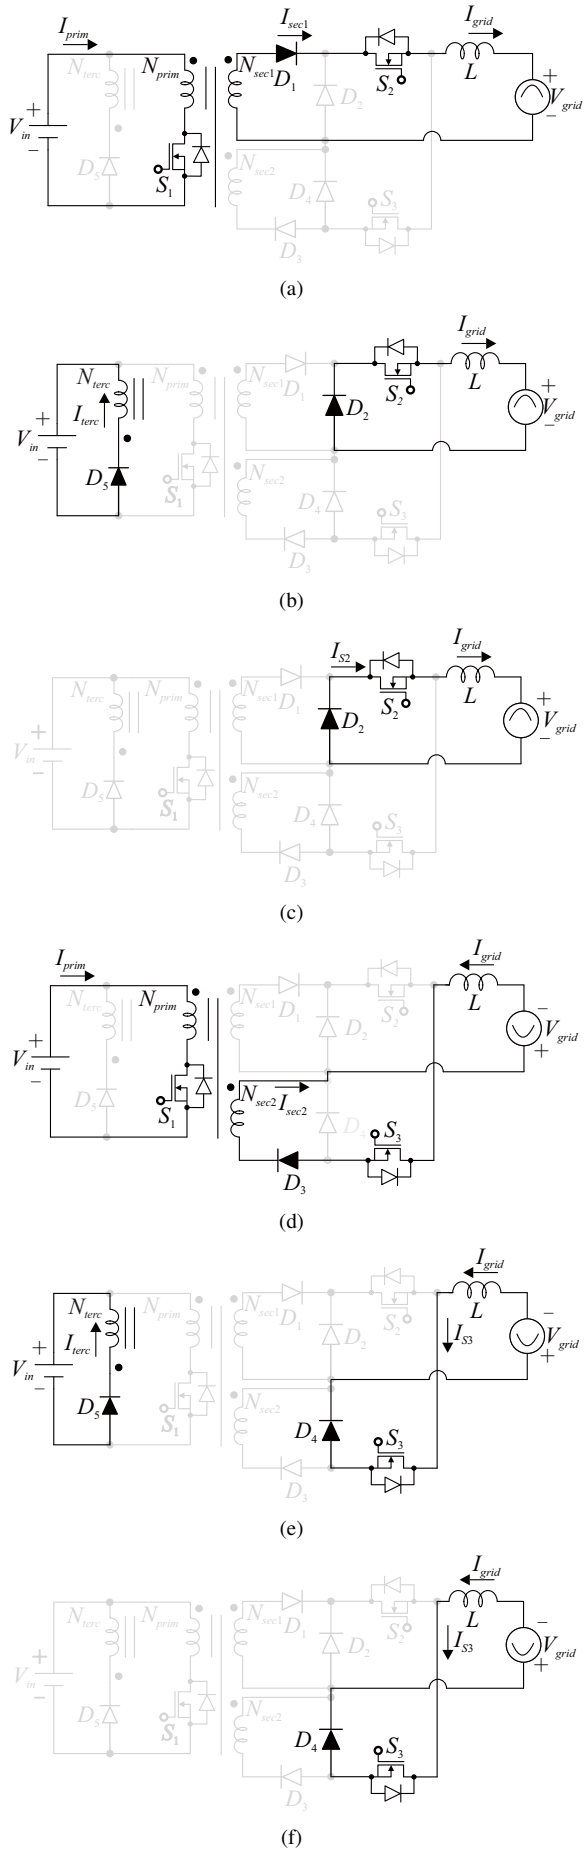 I_prim I_sec1 I_grid
N_terc N_prim N_sec1 D_1 S_2 L
+ V_in − D_5 S_1 D_2 + V_grid −
N_sec2 D_4 S_3
D_3
(a)
I_grid
N_terc N_prim N_sec1 D_1 S_2 L
I_terc D_2
+ V_in − D_5 S_1 + V_grid −
N_sec2 D_4 S_3
D_3
(b)
I_S2 I_grid
N_terc N_prim N_sec1 D_1 S_2 L
+ V_in − D_5 S_1 D_2 + V_grid −
N_sec2 D_4 S_3
D_3
(c)
I_prim I_grid
N_terc N_prim N_sec1 D_1 S_2 L
+ V_in − D_5 S_1 D_2 − V_grid +
N_sec2 I_sec2 D_4 S_3
D_3
(d)
I_grid
N_terc N_prim N_sec1 D_1 S_2 L
I_terc D_2 I_S3
+ V_in − D_5 S_1 − V_grid +
N_sec2 D_4 S_3
D_3
(e)
I_grid
N_terc N_prim N_sec1 D_1 S_2 L
D_2 I_S3
+ V_in − D_5 S_1 − V_grid +
N_sec2 D_4 S_3
D_3
(f)